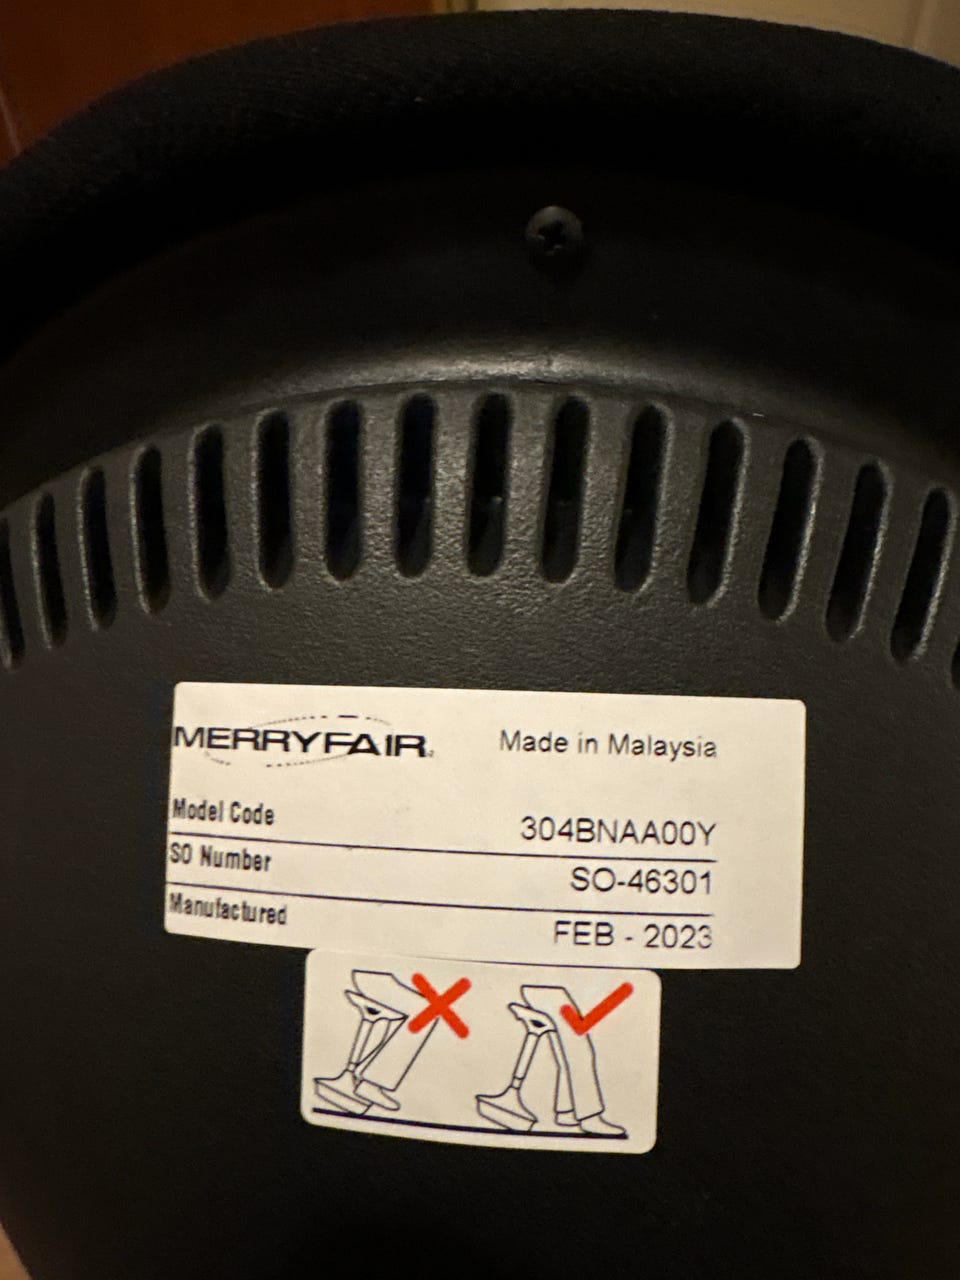 MERRYFAIR
Made in Malaysia
Model Code 304BNAA00Y
SO Number SO-46301
Manufactured FEB - 2023